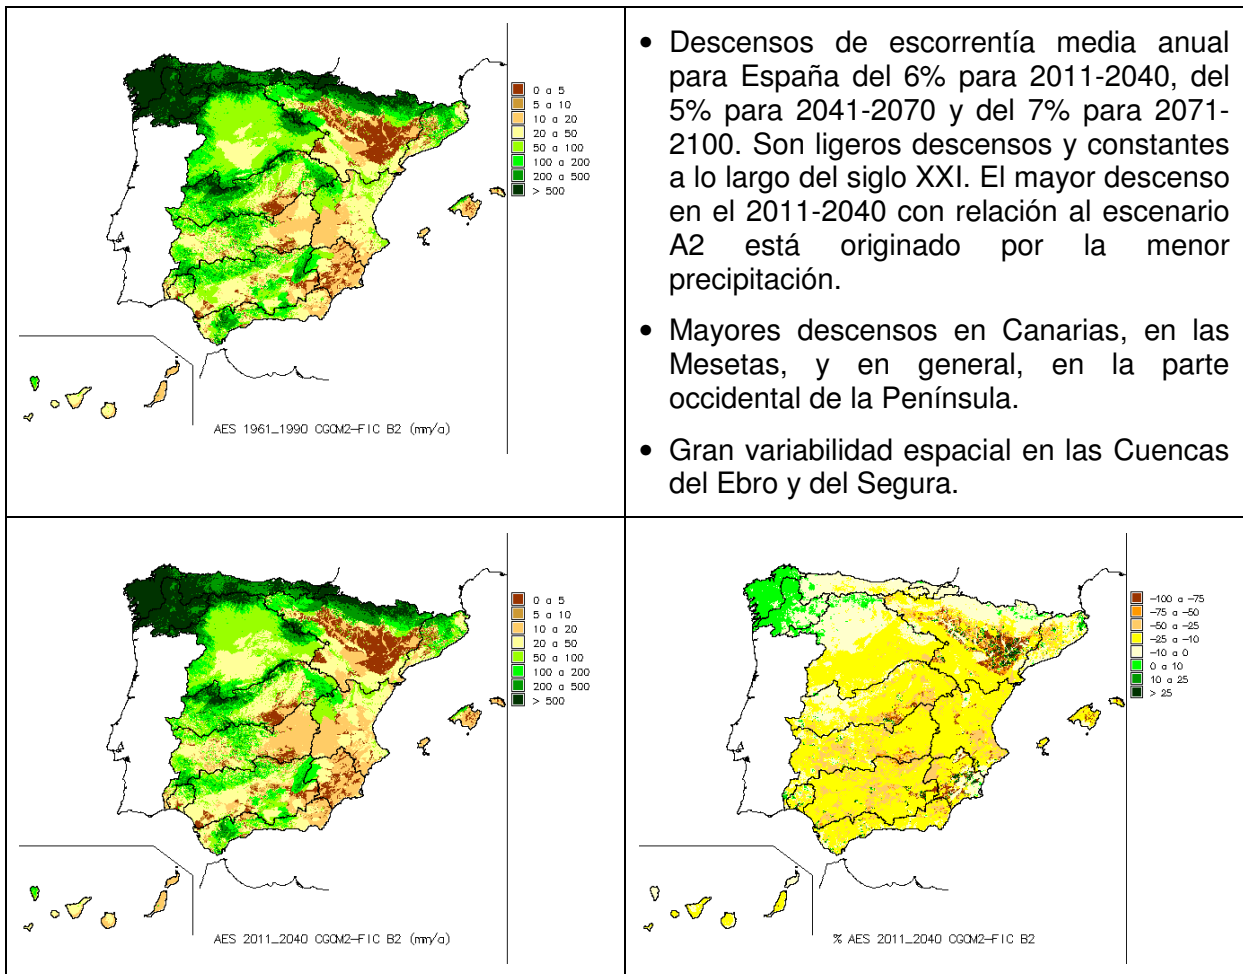 0 a 5
5 a 10
10 a 20
20 a 50
50 a 100
100 a 200
200 a 500
> 500
AES 1961_1990 CGCM2-FIC B2 (mm/a)
• Descensos de escorrentía media anual
para España del 6% para 2011-2040, del
5% para 2041-2070 y del 7% para 2071-
2100. Son ligeros descensos y constantes
a lo largo del siglo XXI. El mayor descenso
en el 2011-2040 con relación al escenario
A2 está originado por la menor
precipitación.
• Mayores descensos en Canarias, en las
Mesetas, y en general, en la parte
occidental de la Península.
• Gran variabilidad espacial en las Cuencas
del Ebro y del Segura.
0 a 5
5 a 10
10 a 20
20 a 50
50 a 100
100 a 200
200 a 500
> 500
AES 2011_2040 CGCM2-FIC B2 (mm/a)
-100 a -75
-75 a -50
-50 a -25
-25 a -10
-10 a 0
0 a 10
10 a 25
> 25
% AES 2011_2040 CGCM2-FIC B2